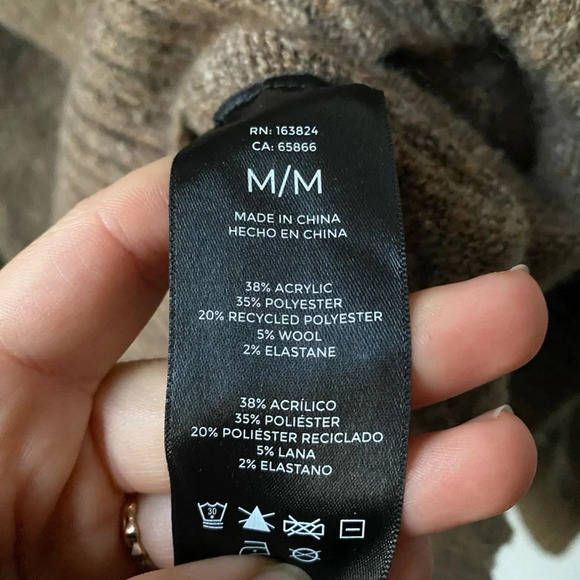 RN: 163824
CA: 65866
M/M
MADE IN CHINA
HECHO EN CHINA
38% ACRYLIC
35% POLYESTER
20% RECYCLED POLYESTER
5% WOOL
2% ELASTANE
38% ACRÍLICO
35% POLIÉSTER
20% POLIÉSTER RECICLADO
5% LANA
2% ELASTANO
30